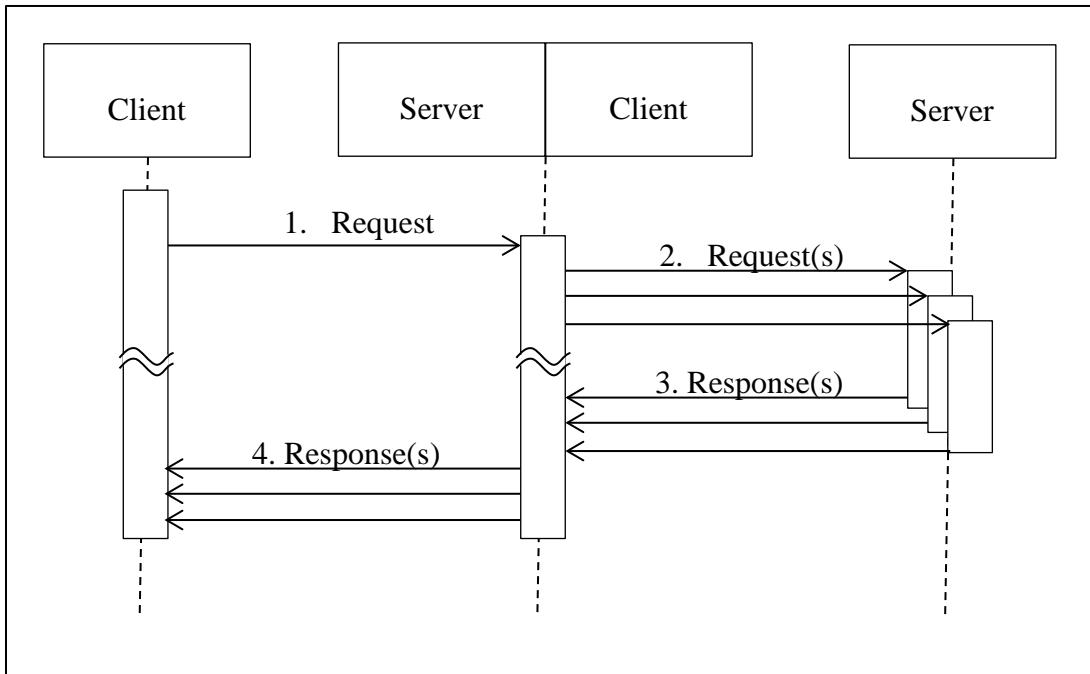 Client
Server
Client
Server
1. Request
2. Request(s)
3. Response(s)
4. Response(s)